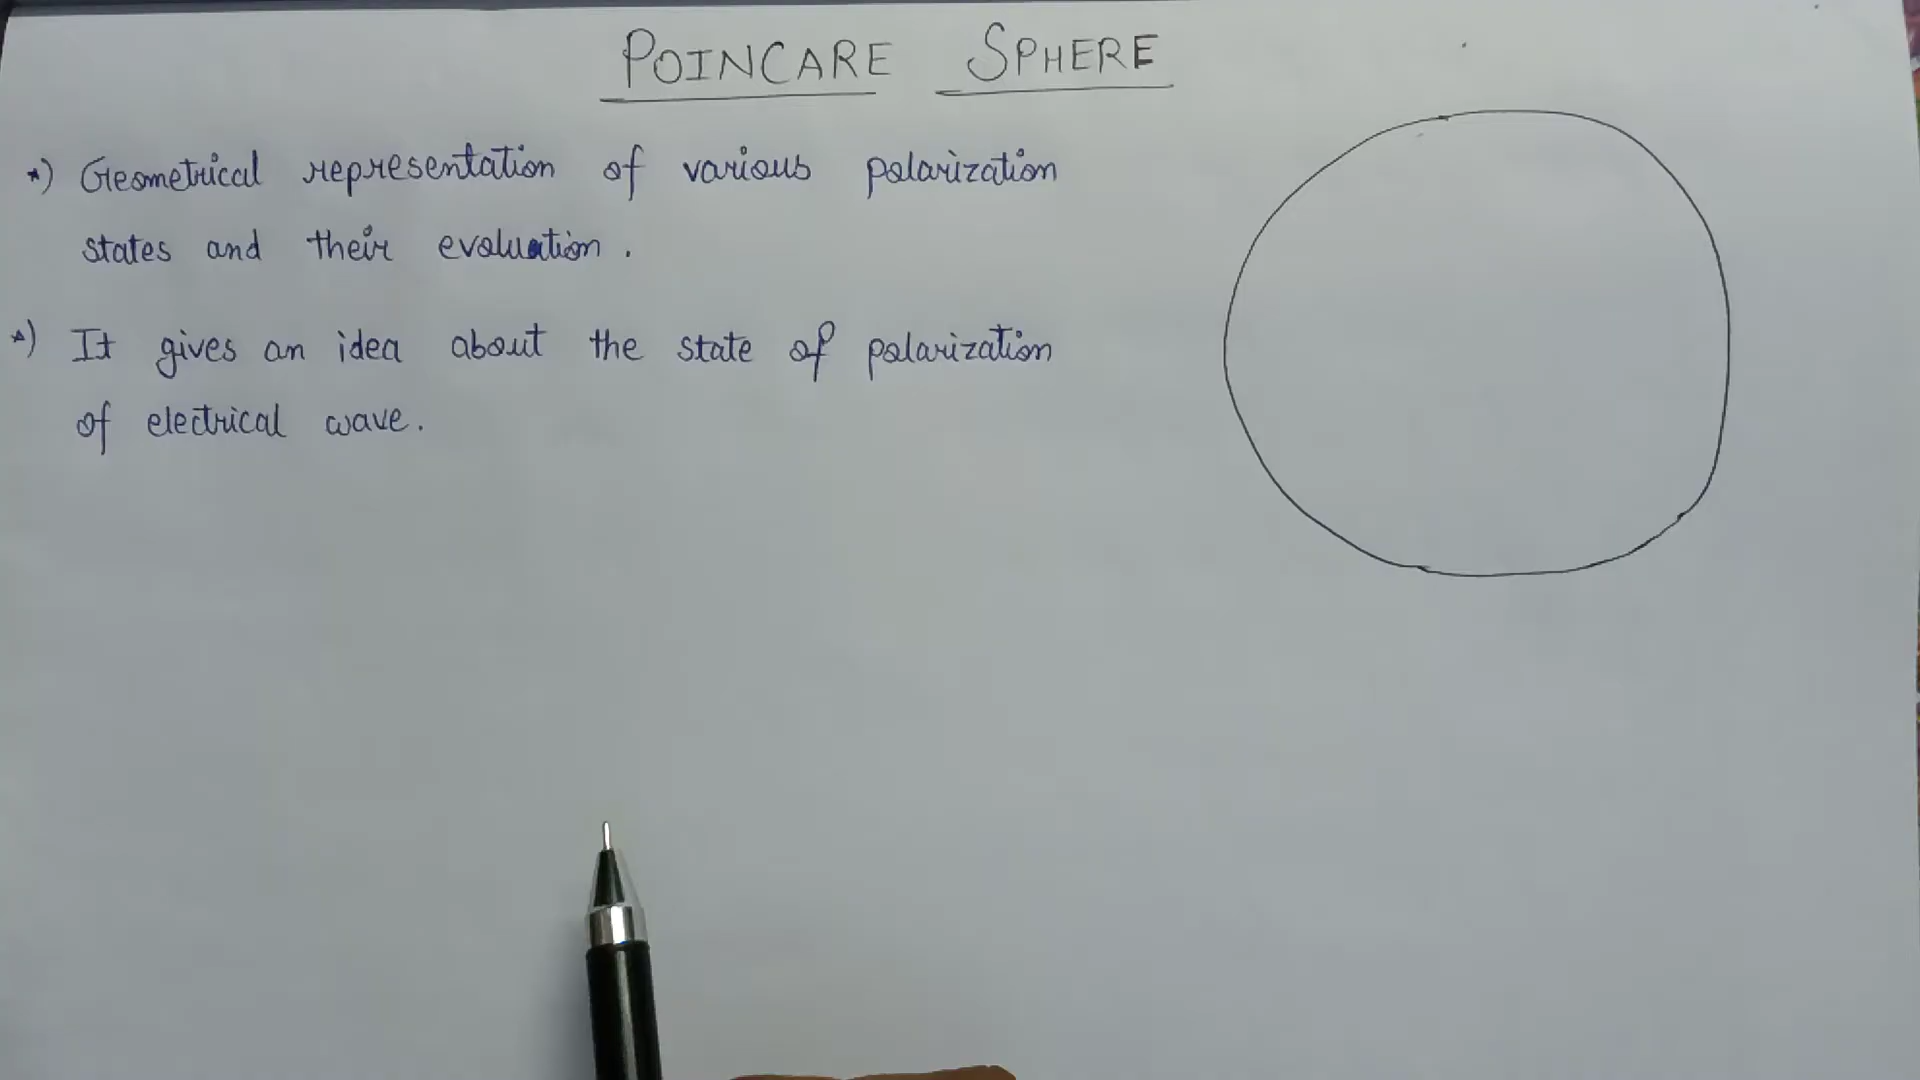 POINCARE SPHERE
*) Geometrical representation of various polarization
states and their evaluation.
*) It gives an idea about the state of polarization
of electrical wave.